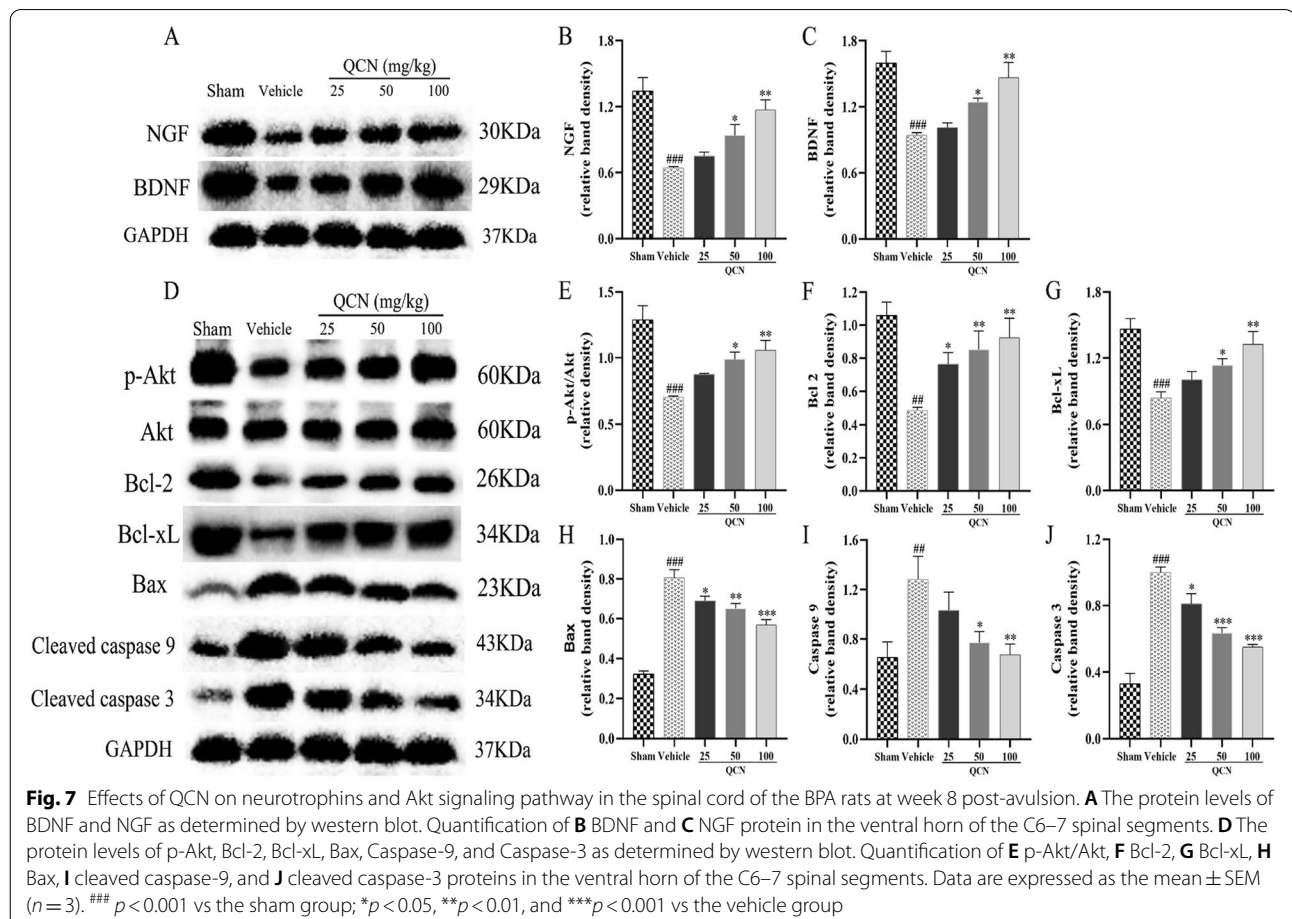 A
QCN (mg/kg)
Sham Vehicle 25 50 100
NGF 30KDa
BDNF 29KDa
GAPDH 37KDa
B
NGF
(relative band density)
1.8
1.2
0.6
0.0
### * **
Sham Vehicle 25 50 100
QCN
C
BDNF
(relative band density)
1.8
1.2
0.6
0.0
### * **
Sham Vehicle 25 50 100
QCN
D
QCN (mg/kg)
Sham Vehicle 25 50 100
p-Akt 60KDa
Akt 60KDa
Bcl-2 26KDa
Bcl-xL 34KDa
Bax 23KDa
Cleaved caspase 9 43KDa
Cleaved caspase 3 34KDa
GAPDH 37KDa
E
p-Akt/Akt
(relative density)
1.5
1.0
0.5
0.0
### * **
Sham Vehicle 25 50 100
QCN
F
Bcl 2
(relative band density)
1.2
1.0
0.8
0.6
0.4
0.2
0.0
## * ** **
Sham Vehicle 25 50 100
QCN
G
Bcl-xL
(relative band density)
1.8
1.2
0.6
0.0
### * **
Sham Vehicle 25 50 100
QCN
H
Bax
(relative band density)
1.0
0.8
0.6
0.4
0.2
0.0
### * ** ***
Sham Vehicle 25 50 100
QCN
I
Caspase 9
(relative band density)
1.6
1.2
0.8
0.4
0.0
## * **
Sham Vehicle 25 50 100
QCN
J
Caspase 3
(relative band density)
1.2
0.8
0.4
0.0
### * *** ***
Sham Vehicle 25 50 100
QCN
Fig. 7 Effects of QCN on neurotrophins and Akt signaling pathway in the spinal cord of the BPA rats at week 8 post-avulsion. A The protein levels of
BDNF and NGF as determined by western blot. Quantification of B BDNF and C NGF protein in the ventral horn of the C6–7 spinal segments. D The
protein levels of p-Akt, Bcl-2, Bcl-xL, Bax, Caspase-9, and Caspase-3 as determined by western blot. Quantification of E p-Akt/Akt, F Bcl-2, G Bcl-xL, H
Bax, I cleaved caspase-9, and J cleaved caspase-3 proteins in the ventral horn of the C6–7 spinal segments. Data are expressed as the mean ± SEM
(n = 3). ### p < 0.001 vs the sham group; *p < 0.05, **p < 0.01, and ***p < 0.001 vs the vehicle group